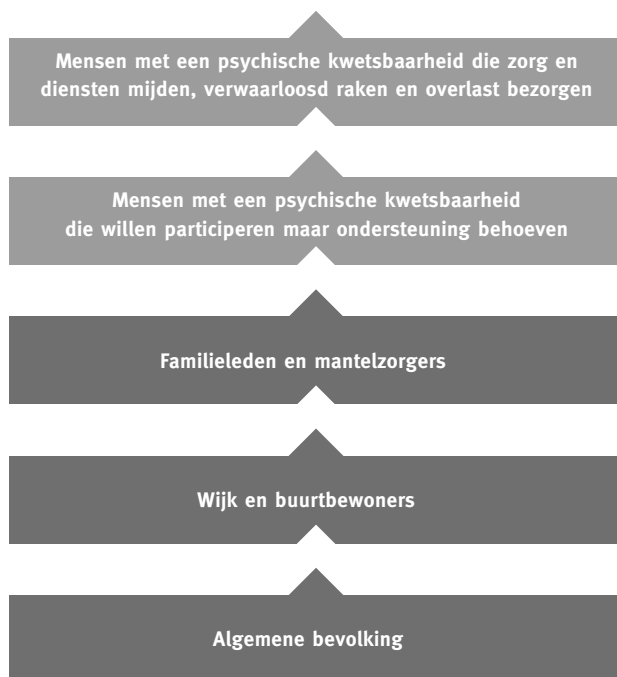 Mensen met een psychische kwetsbaarheid die zorg en
diensten mijden, verwaarloosd raken en overlast bezorgen
Mensen met een psychische kwetsbaarheid
die willen participeren maar ondersteuning behoeven
Familieleden en mantelzorgers
Wijk en buurtbewoners
Algemene bevolking